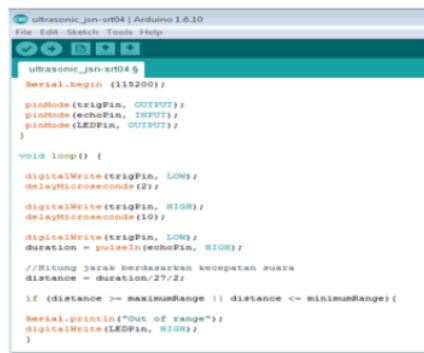 ultrasonic_jsn-srt04 | Arduino 1.6.10
File Edit Sketch Tools Help
ultrasonic_jsn-srt04 §
Serial.begin (115200);
pinMode(trigPin, OUTPUT);
pinMode(echoPin, INPUT);
pinMode(LEDPin, OUTPUT);
}
void loop() {
digitalWrite(trigPin, LOW);
delayMicroseconds(2);
digitalWrite(trigPin, HIGH);
delayMicroseconds(10);
digitalWrite(trigPin, LOW);
duration = pulseIn(echoPin, HIGH);
//Hitung jarak berdasarkan kecepatan suara
distance = duration/27/2;
if (distance >= maximumRange || distance <= minimumRange){
Serial.println("Out of range");
digitalWrite(LEDPin, HIGH);
}